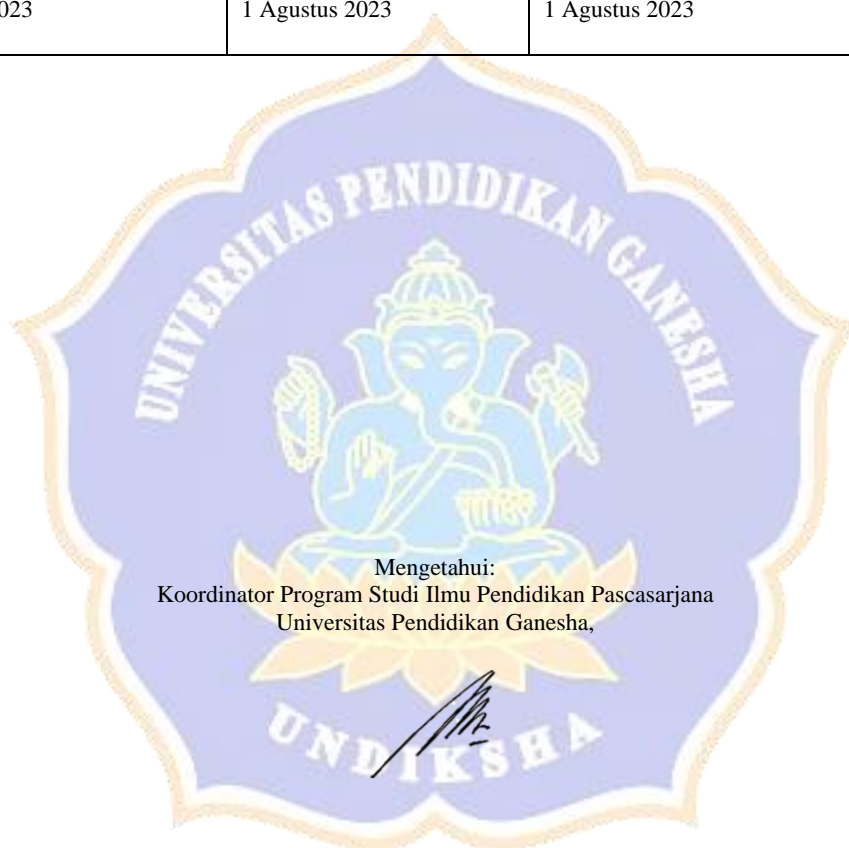 023
1 Agustus 2023
1 Agustus 2023
UNIVERSITAS PENDIDIKAN GANESHA
Mengetahui:
Koordinator Program Studi Ilmu Pendidikan Pascasarjana
Universitas Pendidikan Ganesha,
UNDIKSHA